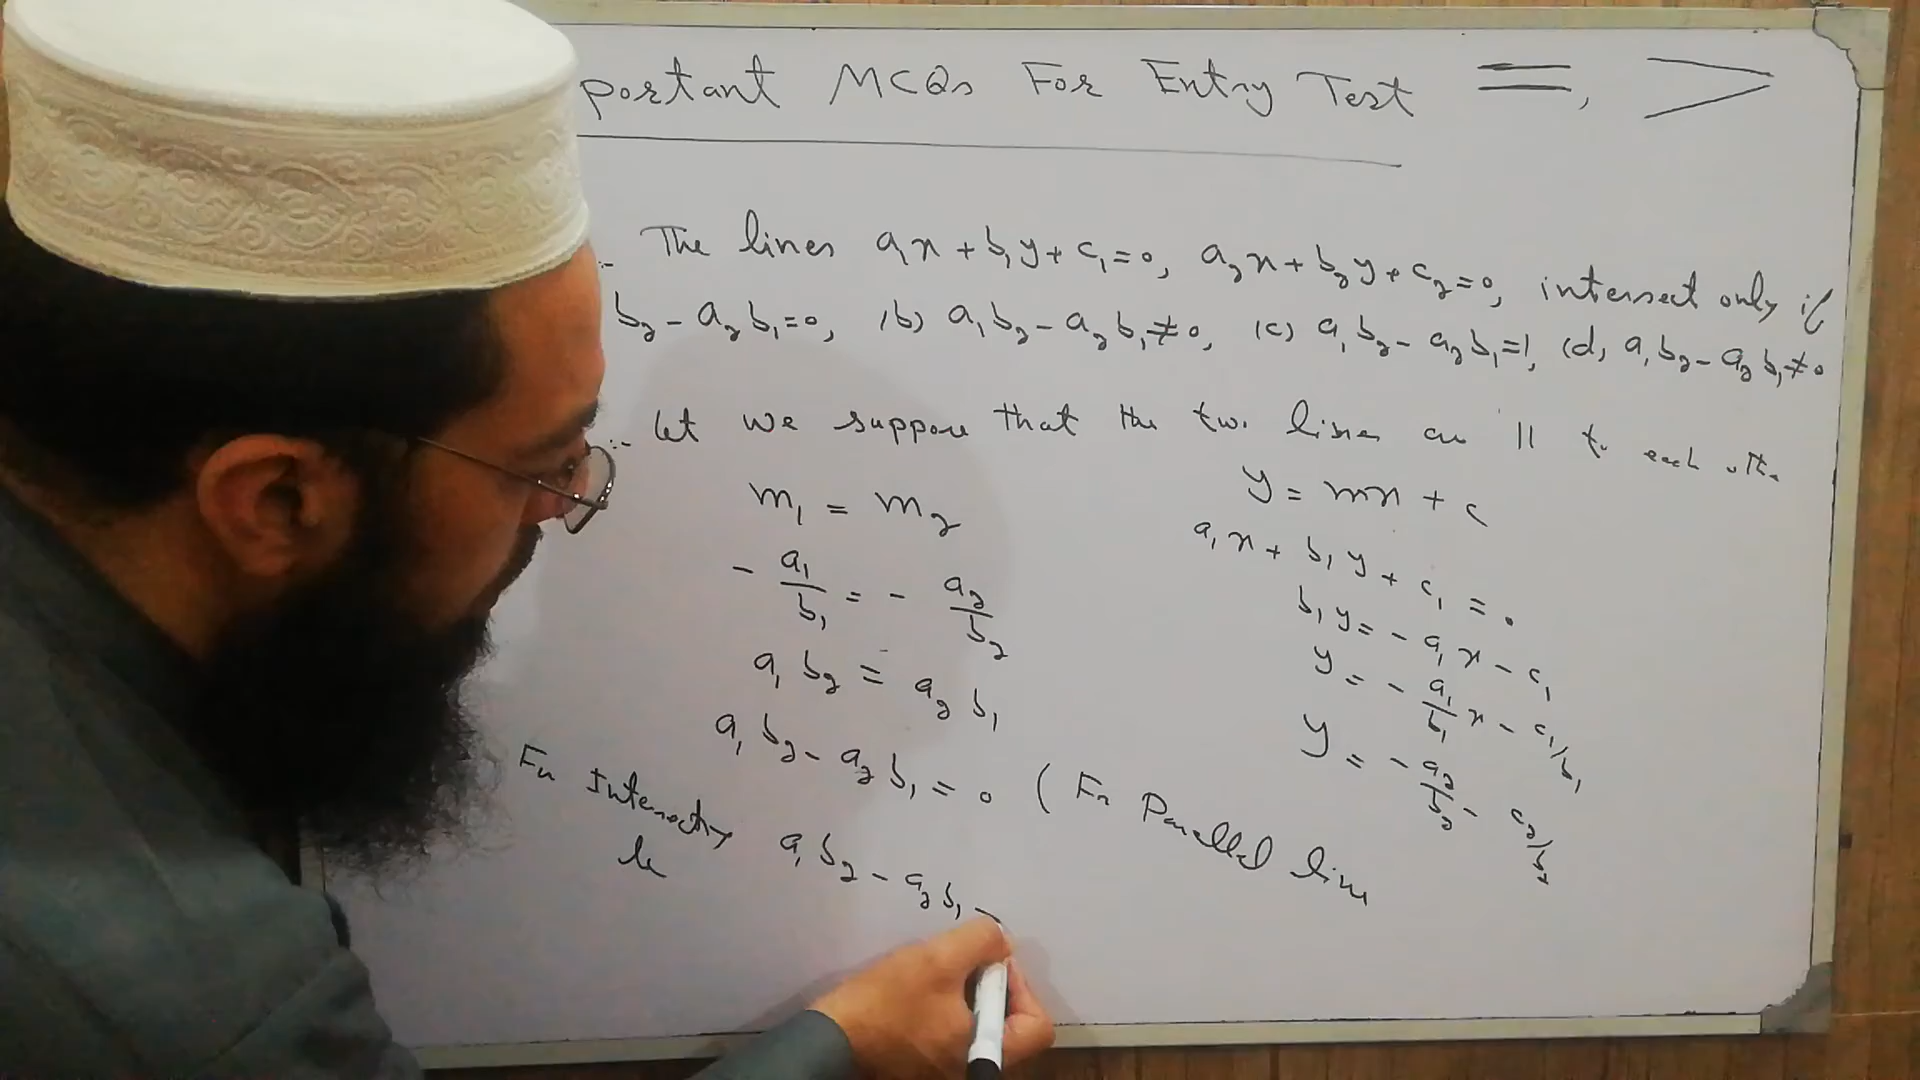 portant MCQs For Entry Test =, >
The lines a₁x + b₁y + c₁ = 0, a₂x + b₂y + c₂ = 0, intersect only if
b₂ - a₂b₁ = 0, (b) a₁b₂ - a₂b₁ ≠ 0, (c) a₁b₂ - a₂b₁ = 1, (d) a₁b₂ - a₂b₁ ≠ 0
:- let we suppose that the two lines are || to each othe
m₁ = m₂
- a₁/b₁ = - a₂/b₂
a₁b₂ = a₂b₁
a₁b₂ - a₂b₁ = 0 (For Parallel line
For Intersecting a₁b₂ - a₂b₁
y = mx + c
a₁x + b₁y + c₁ = 0
b₁y = - a₁x - c₁
y = - a₁/b₁ x - c₁/b₁
y = - a₂/b₂ - c₂/b₂